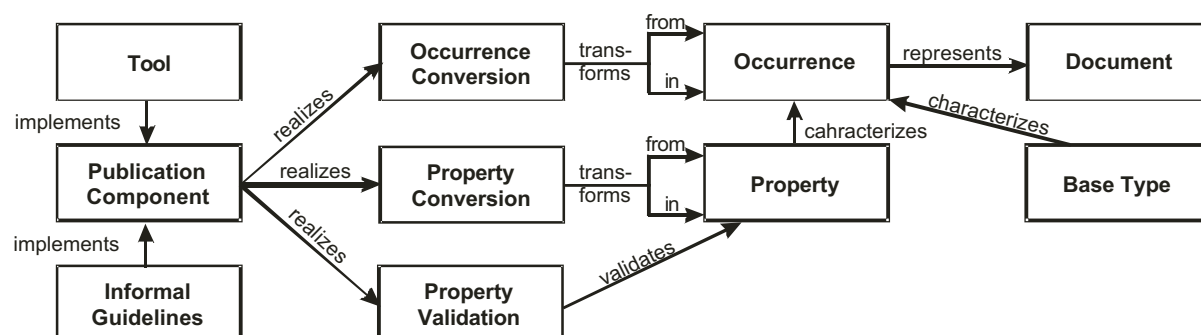 Tool
implements
Publication
Component
implements
Informal
Guidelines
realizes
realizes
realizes
Occurrence
Conversion
Property
Conversion
Property
Validation
trans-
forms
from
in
trans-
forms
from
in
validates
Occurrence
cahracterizes
Property
represents
characterizes
Document
Base Type